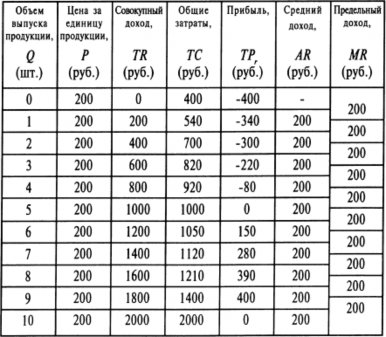 Объем выпуска продукции, Q (шт.) | Цена за единицу продукции, P (руб.) | Совокупный доход, TR (руб.) | Общие затраты, TC (руб.) | Прибыль, TPr (руб.) | Средний доход, AR (руб.) | Предельный доход, MR (руб.)
0 | 200 | 0 | 400 | -400 | -
200
1 | 200 | 200 | 540 | -340 | 200
200
2 | 200 | 400 | 700 | -300 | 200
200
3 | 200 | 600 | 820 | -220 | 200
200
4 | 200 | 800 | 920 | -80 | 200
200
5 | 200 | 1000 | 1000 | 0 | 200
200
6 | 200 | 1200 | 1050 | 150 | 200
200
7 | 200 | 1400 | 1120 | 280 | 200
200
8 | 200 | 1600 | 1210 | 390 | 200
200
9 | 200 | 1800 | 1400 | 400 | 200
200
10 | 200 | 2000 | 2000 | 0 | 200